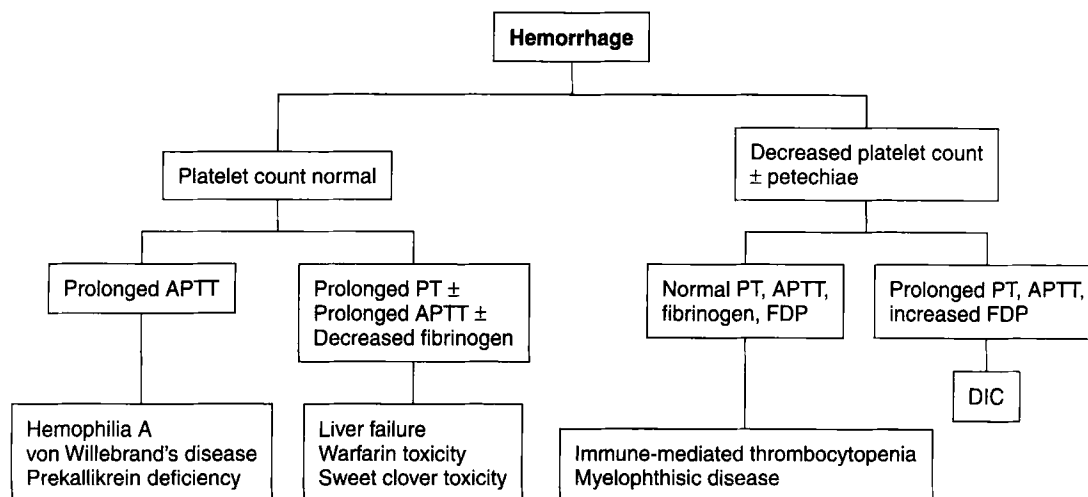 Hemorrhage
Platelet count normal
Decreased platelet count
± petechiae
Prolonged APTT
Prolonged PT ±
Prolonged APTT ±
Decreased fibrinogen
Normal PT, APTT,
fibrinogen, FDP
Prolonged PT, APTT,
increased FDP
Hemophilia A
von Willebrand's disease
Prekallikrein deficiency
Liver failure
Warfarin toxicity
Sweet clover toxicity
Immune-mediated thrombocytopenia
Myelophthisic disease
DIC